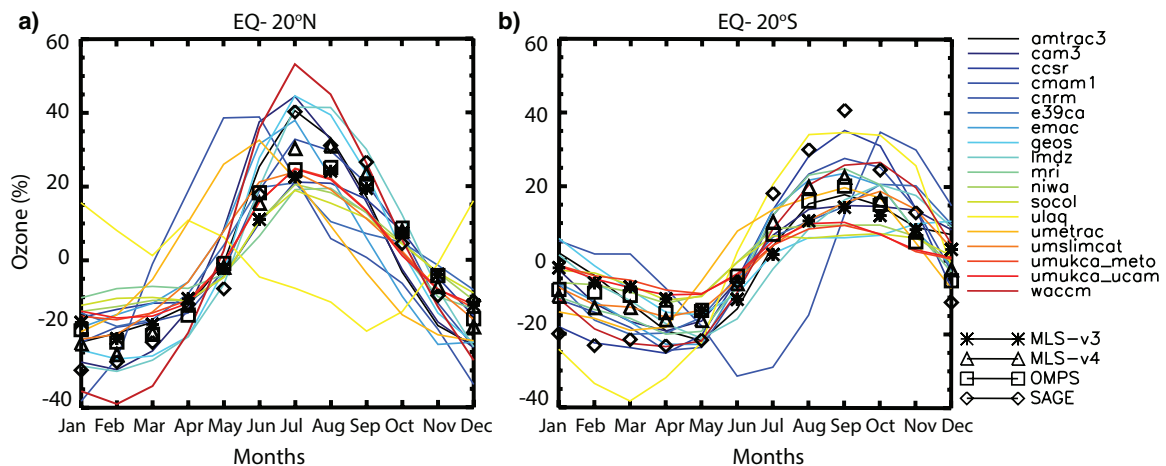 a) EQ- 20°N
b) EQ- 20°S
60
40
20
0
-20
-40
Ozone (%)
Jan Feb Mar Apr May Jun Jul Aug Sep Oct Nov Dec
Months
60
40
20
0
-20
-40
Jan Feb Mar Apr May Jun Jul Aug Sep Oct Nov Dec
Months
amtrac3
cam3
ccsr
cmam1
cnrm
e39ca
emac
geos
lmdz
mri
niwa
socol
ulaq
umetrac
umslimcat
umukca_meto
umukca_ucam
waccm
MLS-v3
MLS-v4
OMPS
SAGE